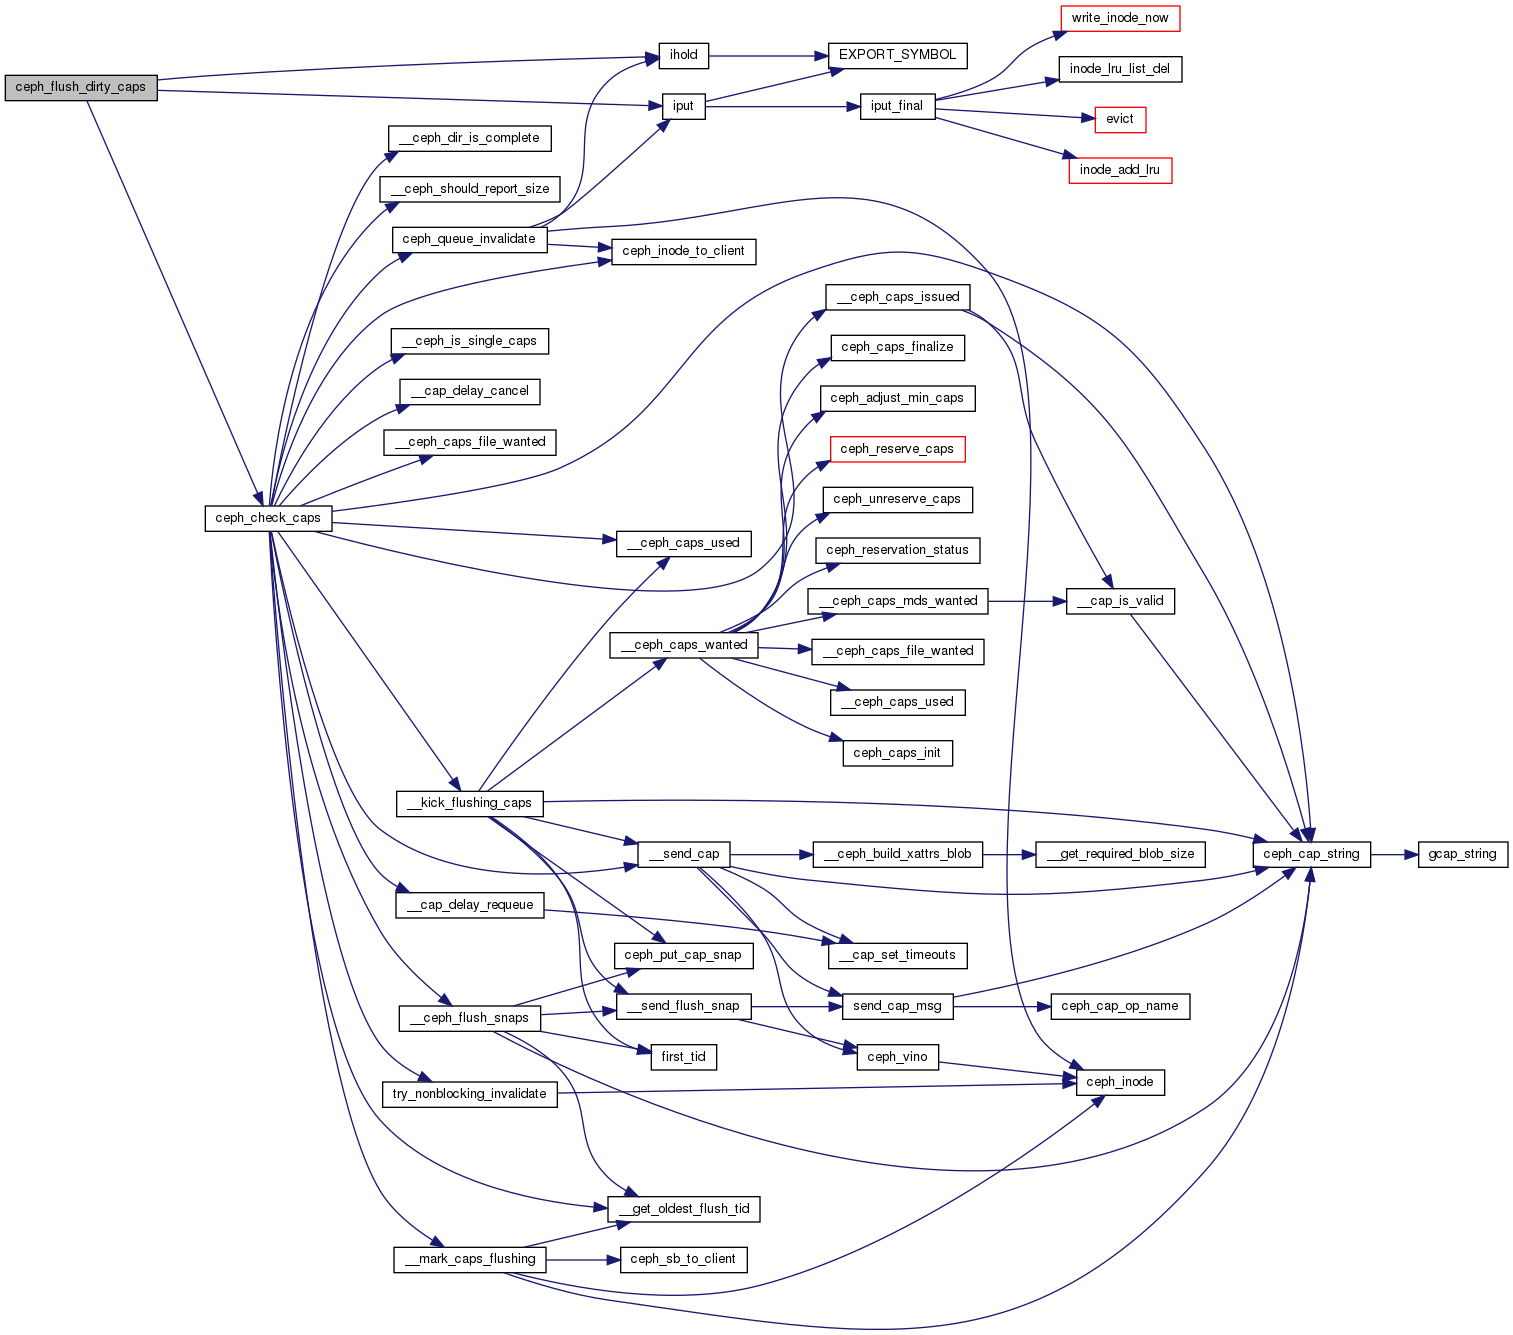 write_inode_now
ihold
EXPORT_SYMBOL
inode_lru_list_del
ceph_flush_dirty_caps
iput
iput_final
evict
__ceph_dir_is_complete
inode_add_lru
__ceph_should_report_size
ceph_queue_invalidate
ceph_inode_to_client
__ceph_caps_issued
__ceph_is_single_caps
ceph_caps_finalize
__cap_delay_cancel
ceph_adjust_min_caps
__ceph_caps_file_wanted
ceph_reserve_caps
ceph_unreserve_caps
ceph_check_caps
__ceph_caps_used
ceph_reservation_status
__ceph_caps_mds_wanted
__cap_is_valid
__ceph_caps_wanted
__ceph_caps_file_wanted
__ceph_caps_used
ceph_caps_init
__kick_flushing_caps
__send_cap
__ceph_build_xattrs_blob
__get_required_blob_size
ceph_cap_string
gcap_string
__cap_delay_requeue
ceph_put_cap_snap
__cap_set_timeouts
__ceph_flush_snaps
__send_flush_snap
send_cap_msg
ceph_cap_op_name
first_tid
ceph_vino
try_nonblocking_invalidate
ceph_inode
__get_oldest_flush_tid
__mark_caps_flushing
ceph_sb_to_client